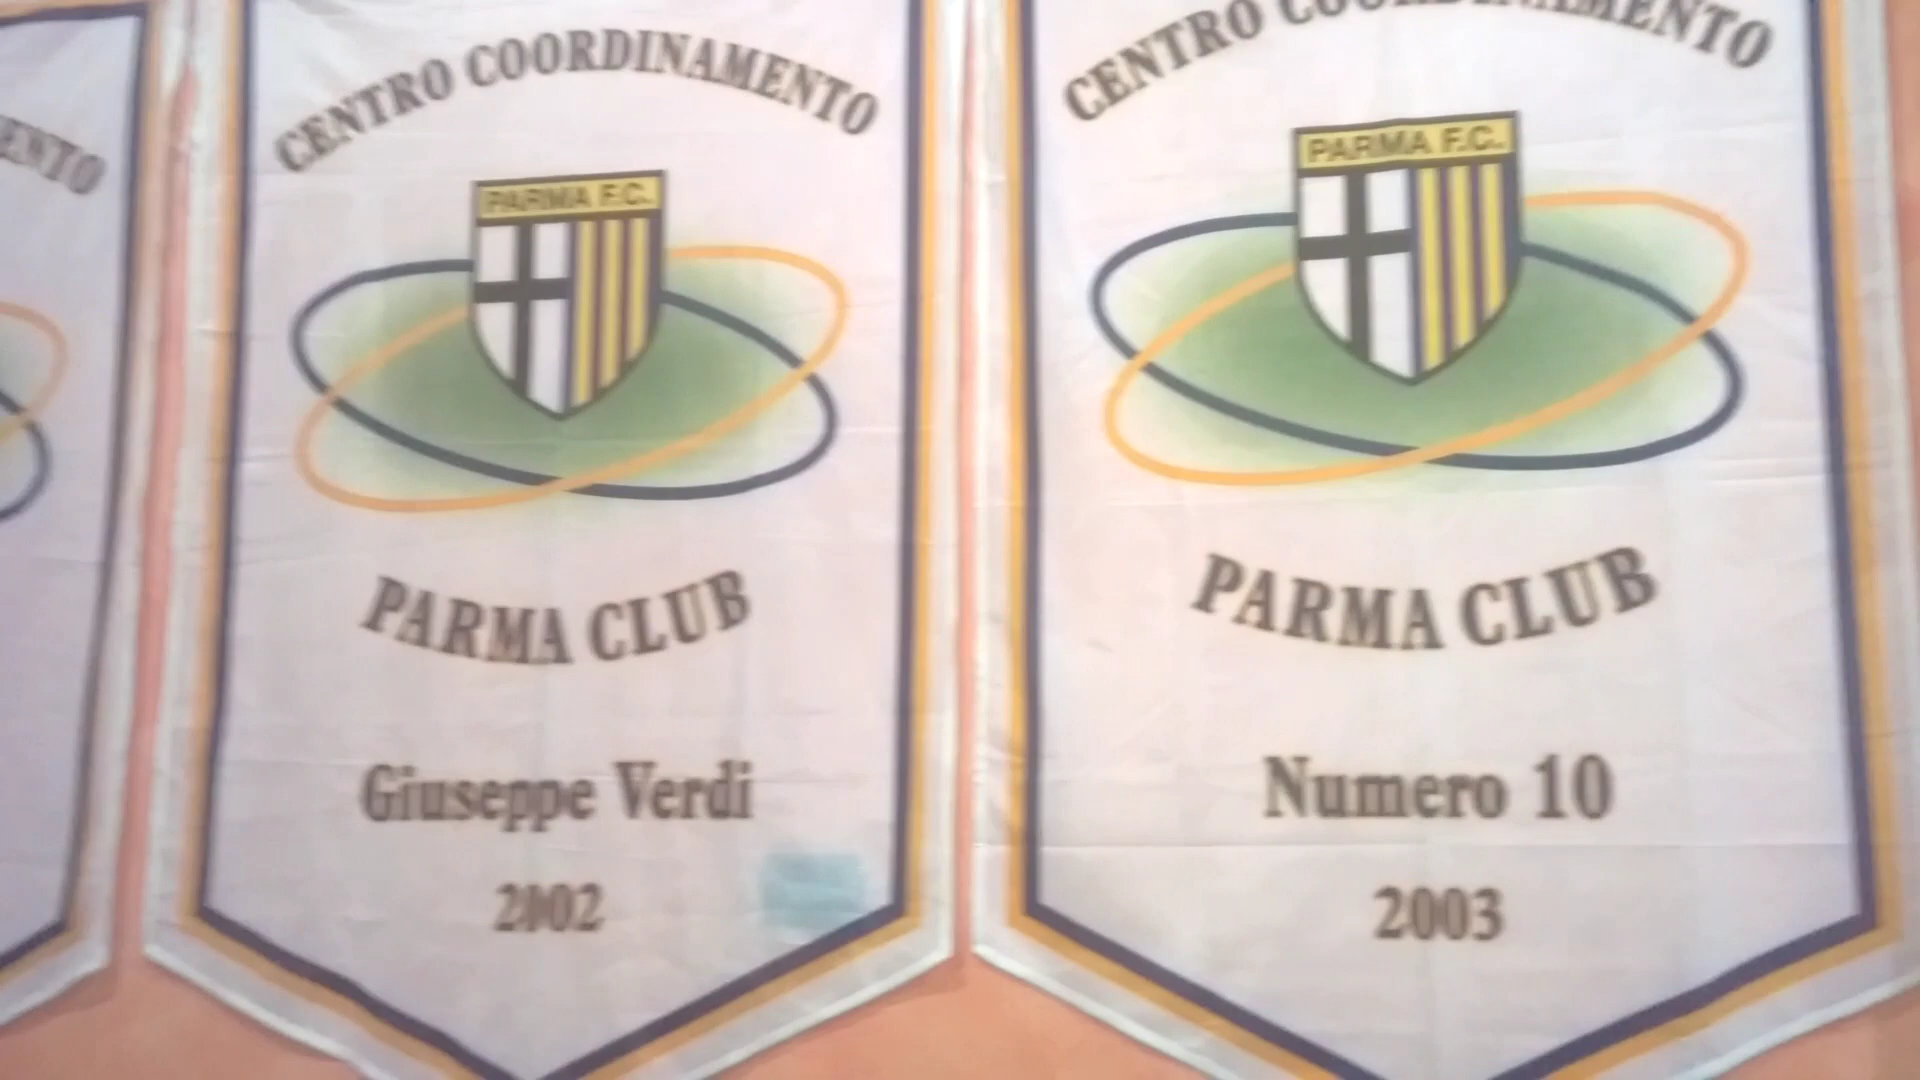 CENTRO COORDINAMENTO
PARMA F.C.
PARMA CLUB
Giuseppe Verdi
2002
CENTRO COORDINAMENTO
PARMA F.C.
PARMA CLUB
Numero 10
2003